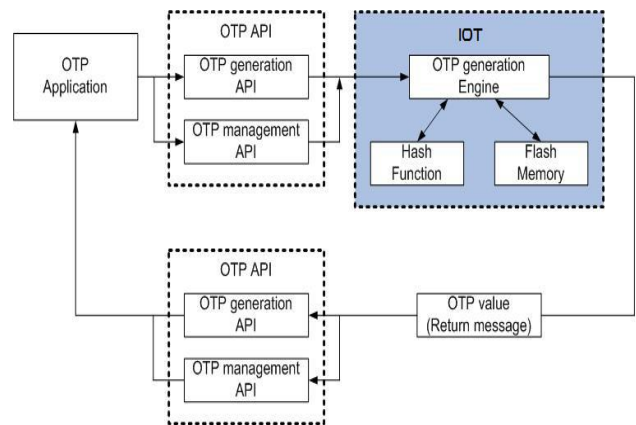 OTP
Application
OTP API
OTP generation
API
OTP management
API
IOT
OTP generation
Engine
Hash
Function
Flash
Memory
OTP API
OTP generation
API
OTP management
API
OTP value
(Return message)